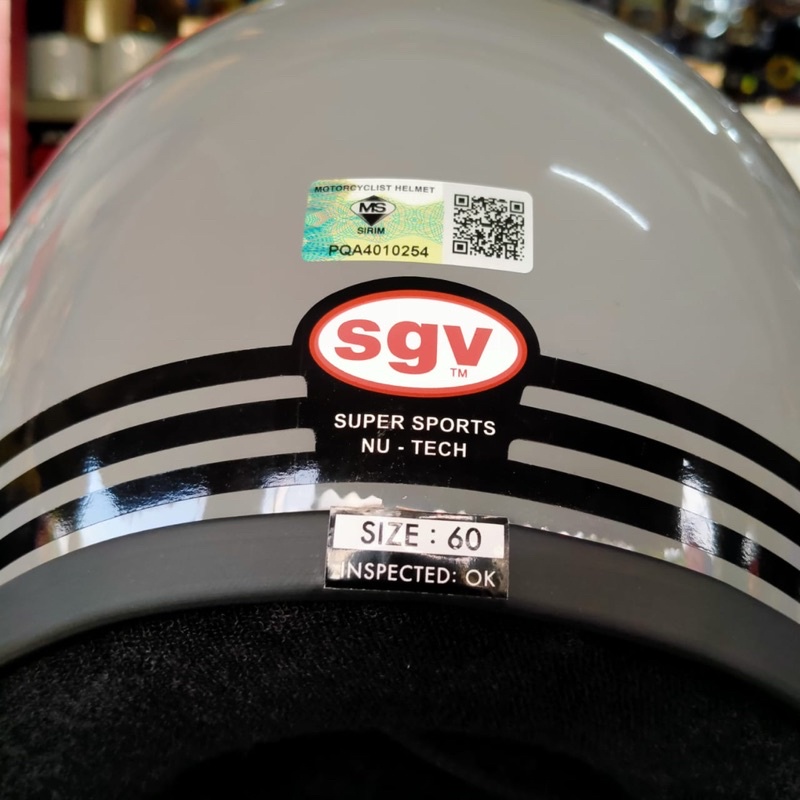 MOTORCYCLIST HELMET
MS
SIRIM
PQA4010254
sgv
TM
SUPER SPORTS
NU - TECH
SIZE : 60
INSPECTED: OK